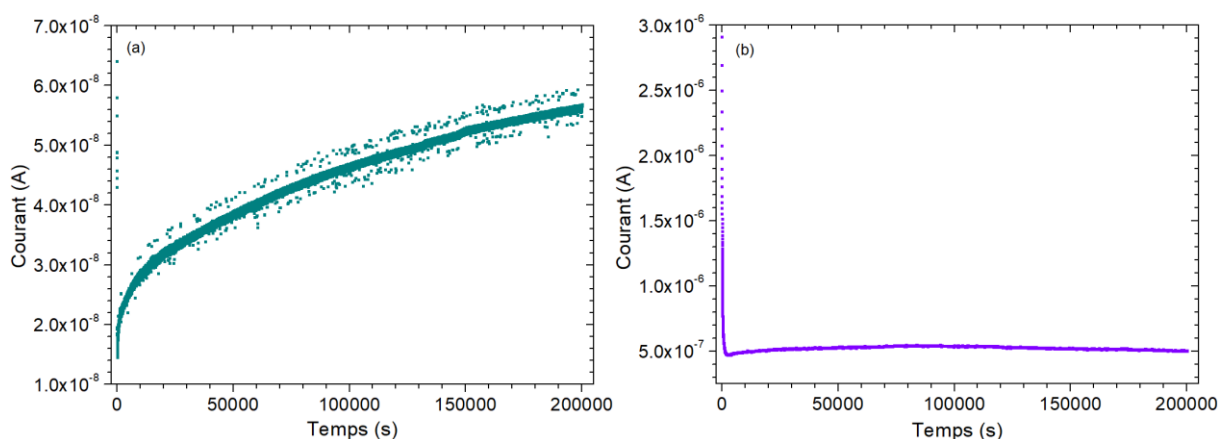 (a)
7.0x10⁻⁸
6.0x10⁻⁸
5.0x10⁻⁸
4.0x10⁻⁸
3.0x10⁻⁸
2.0x10⁻⁸
1.0x10⁻⁸
Courant (A)
0 50000 100000 150000 200000
Temps (s)
(b)
3.0x10⁻⁶
2.5x10⁻⁶
2.0x10⁻⁶
1.5x10⁻⁶
1.0x10⁻⁶
5.0x10⁻⁷
Courant (A)
0 50000 100000 150000 200000
Temps (s)